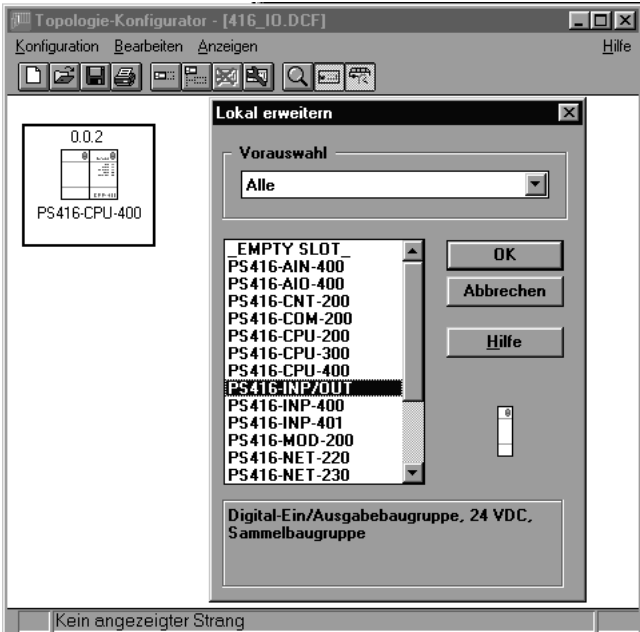 Topologie-Konfigurator - [416_IO.DCF]
Konfiguration Bearbeiten Anzeigen Hilfe
0.0.2
PS416-CPU-400
Lokal erweitern
Vorauswahl
Alle
_EMPTY SLOT_
PS416-AIN-400
PS416-AIO-400
PS416-CNT-200
PS416-COM-200
PS416-CPU-200
PS416-CPU-300
PS416-CPU-400
PS416-INP/OUT
PS416-INP-400
PS416-INP-401
PS416-MOD-200
PS416-NET-220
PS416-NET-230
OK
Abbrechen
Hilfe
Digital-Ein/Ausgabebaugruppe, 24 VDC,
Sammelbaugruppe
Kein angezeigter Strang